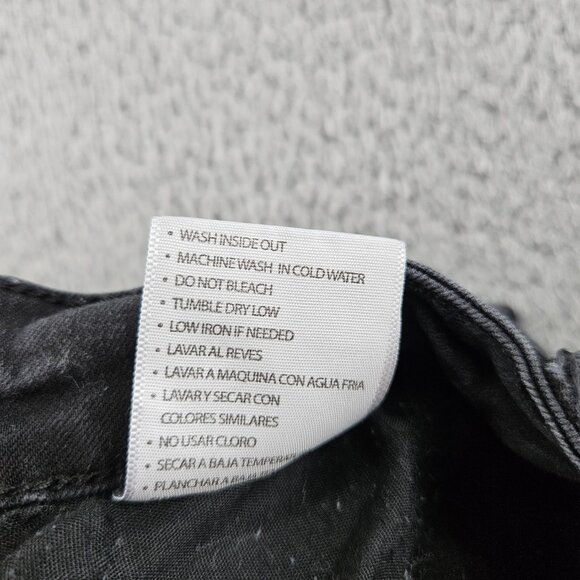 • WASH INSIDE OUT
• MACHINE WASH IN COLD WATER
• DO NOT BLEACH
• TUMBLE DRY LOW
• LOW IRON IF NEEDED
• LAVAR AL REVES
• LAVAR A MAQUINA CON AGUA FRIA
• LAVAR Y SECAR CON
COLORES SIMILARES
• NO USAR CLORO
• SECAR A BAJA
• PLANCHAR A